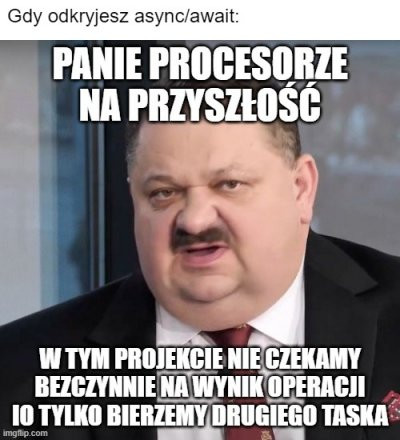 Gdy odkryjesz async/await:
PANIE PROCESORZE
NA PRZYSZŁOŚĆ
W TYM PROJEKCIE NIE CZEKAMY
BEZCZYNNIE NA WYNIK OPERACJI
IO TYLKO BIERZEMY DRUGIEGO TASKA
imgflip.com